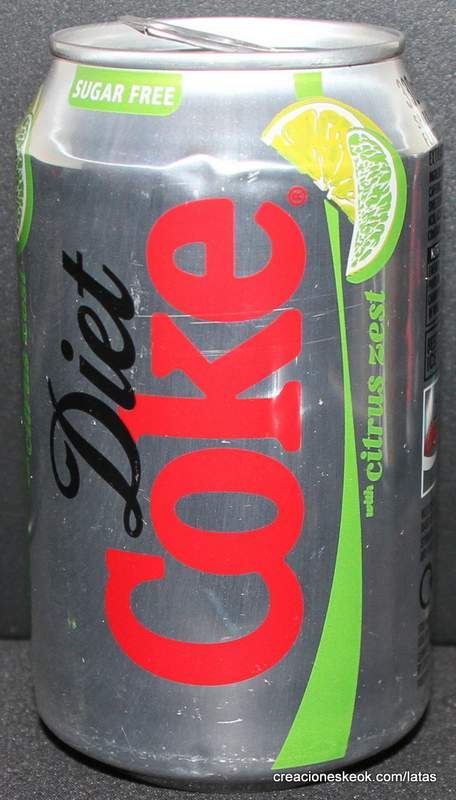 SUGAR FREE
Diet
Coke®
with citrus zest
creacioneskeok.com/latas